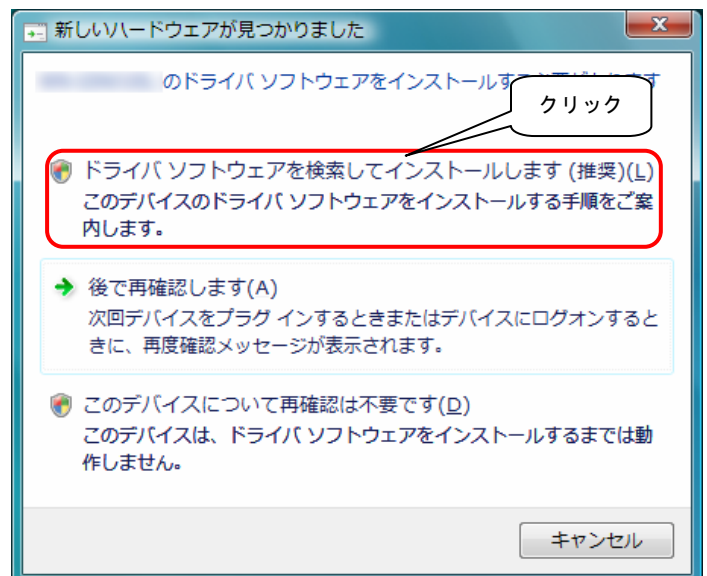 新しいハードウェアが見つかりました
のドライバ ソフトウェアをインストールす
クリック
ドライバ ソフトウェアを検索してインストールします (推奨)(L)
このデバイスのドライバ ソフトウェアをインストールする手順をご案
内します。
後で再確認します(A)
次回デバイスをプラグ インするときまたはデバイスにログオンすると
きに、再度確認メッセージが表示されます。
このデバイスについて再確認は不要です(D)
このデバイスは、ドライバ ソフトウェアをインストールするまでは動
作しません。
キャンセル